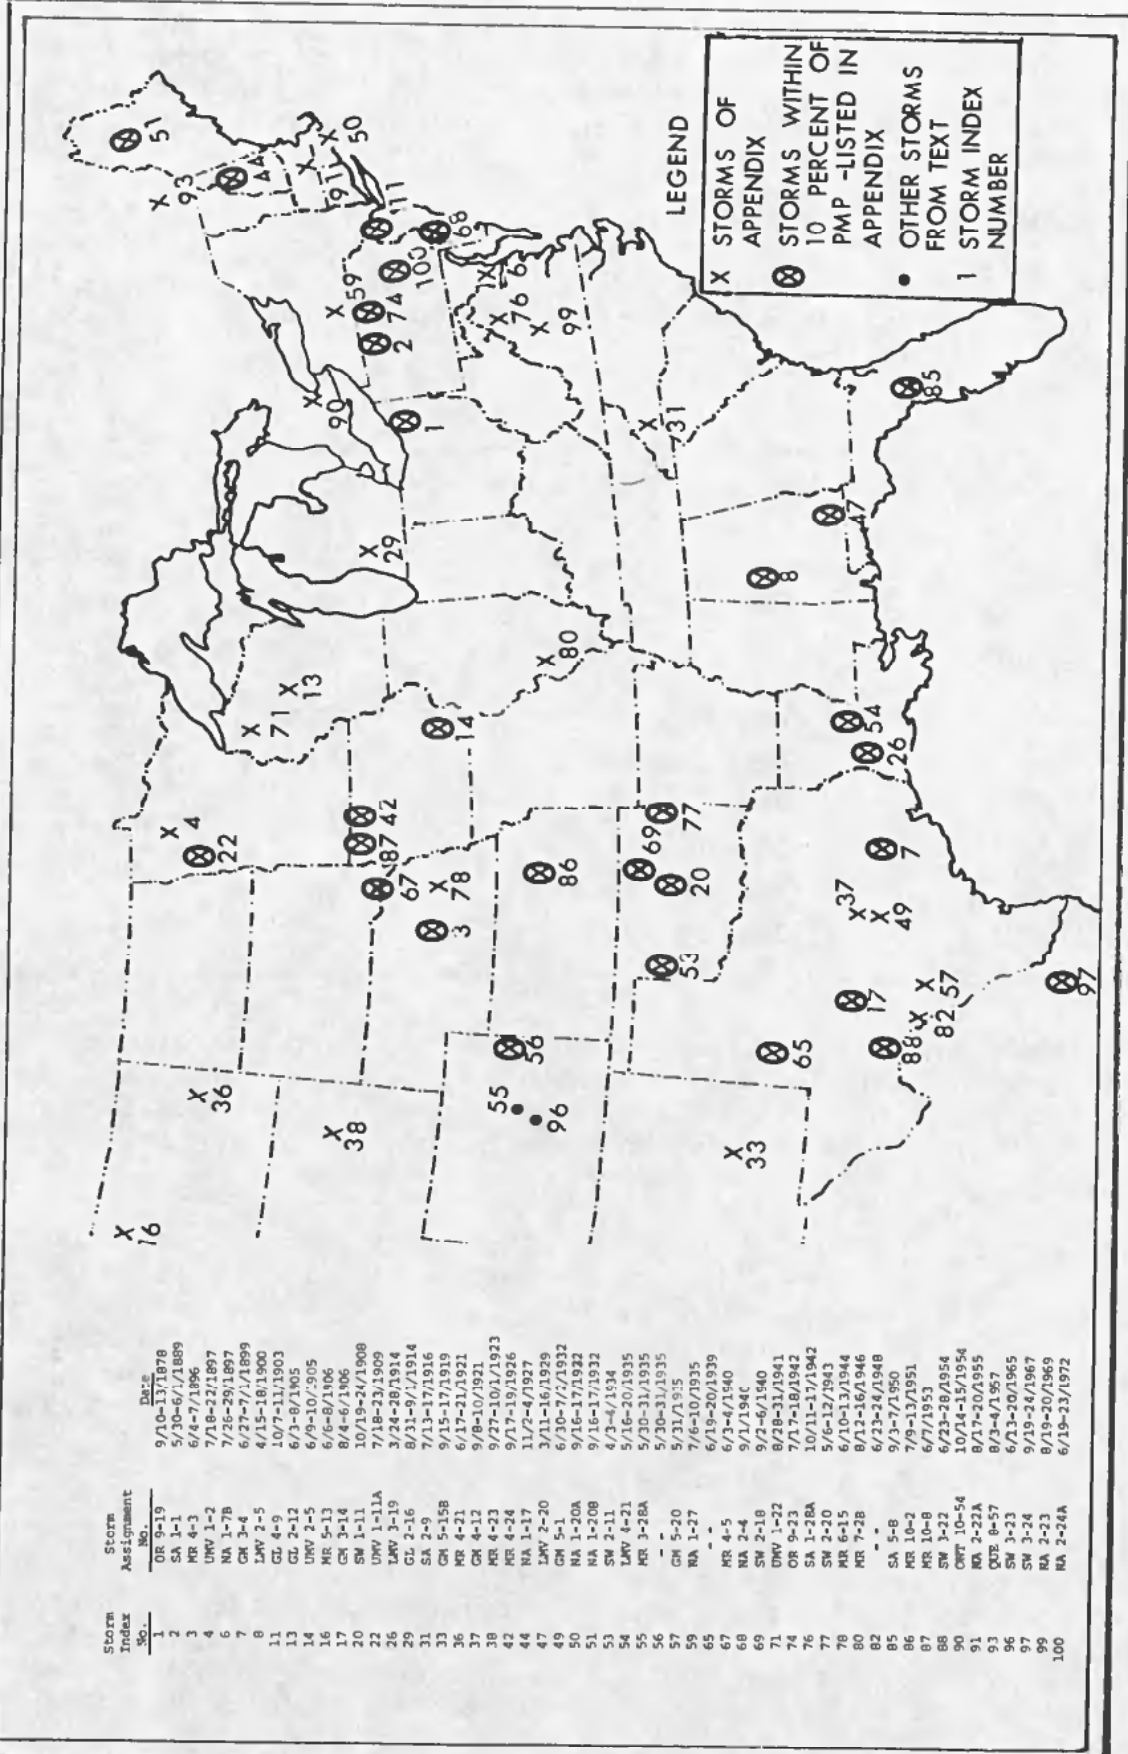 Storm Index No. Storm Assignment No. Date
1 OR 9-19 9/10-13/1878
2 SA 1-1 5/30-6/1/1889
3 MR 4-3 6/4-7/1896
4 UMV 1-2 7/18-22/1897
6 NA 1-7B 7/26-29/1897
7 GM 3-4 6/27-7/1/1899
8 LMV 2-5 4/15-18/1900
11 GL 4-9 10/7-11/1903
13 GL 2-12 6/3-8/1905
14 UMV 2-5 6/9-10/1905
16 MR 5-13 6/6-8/1906
17 GM 3-14 8/4-6/1906
20 SW 1-11 10/19-24/1908
22 UMV 1-11A 7/18-23/1909
26 LMV 3-19 3/24-28/1914
29 GL 2-16 8/31-9/1/1914
31 SA 2-9 7/13-17/1916
33 GM 5-15B 9/15-17/1919
36 MR 4-21 6/17-21/1921
37 GM 4-12 9/8-10/1921
38 MR 4-23 9/27-10/1/1923
42 MR 4-24 9/17-19/1926
44 NA 1-17 11/2-4/1927
47 LMV 2-20 3/11-16/1929
49 GM 5-1 6/30-7/2/1932
50 NA 1-20A 9/16-17/1932
51 NA 1-20B 9/16-17/1932
53 SW 2-11 4/3-4/1934
54 LMV 4-21 5/16-20/1935
55 MR 3-28A 5/30-31/1935
56 - - 5/30-31/1935
57 GM 5-20 5/31/1935
59 NA 1-27 7/6-10/1935
65 - - 6/19-20/1939
67 MR 4-5 6/3-4/1940
68 NA 2-4 9/1/1940
69 SW 2-18 9/2-6/1940
71 UMV 1-22 8/28-31/1941
74 OR 9-23 7/17-18/1942
76 SA 1-28A 10/11-17/1942
77 SW 2-20 5/6-12/1943
78 MR 6-15 6/10-13/1944
80 MR 7-2B 8/12-16/1946
82 - - 6/23-24/1948
85 SA 5-8 9/3-7/1950
86 MR 10-2 7/9-13/1951
87 MR 10-8 6/7/1953
88 SW 3-22 6/23-28/1954
90 ONT 10-54 10/14-15/1954
91 NA 2-22A 8/17-20/1955
93 QUE 8-57 8/3-4/1957
96 SW 3-23 6/13-20/1965
97 SW 3-24 9/19-24/1967
99 NA 2-23 8/19-20/1969
100 NA 2-24A 6/19-23/1972
X 16
X 36
X 38
55
96
56
X 33
65
88
17
X 82
X 57
97
X 37
X 49
7
53
20
69
77
86
3
X 78
67
87
42
22
X 4
X 71
X 13
14
X 80
54
26
8
47
X 29
1
X 90
2
74
X 59
100
11
68
X 6
X 76
X 99
X 31
85
X 93
44
51
X 91
X 50
LEGEND
X STORMS OF
APPENDIX
⊗ STORMS WITHIN
10 PERCENT OF
PMP -LISTED IN
APPENDIX
● OTHER STORMS
FROM TEXT
1 STORM INDEX
NUMBER